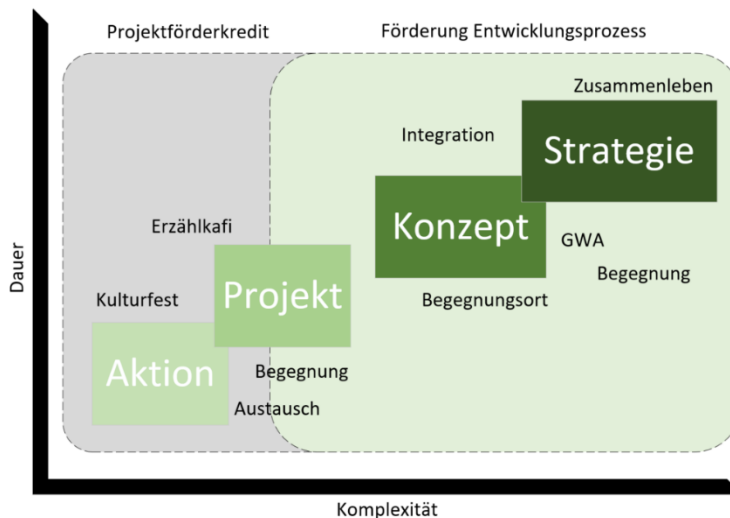 Projektförderkredit
Förderung Entwicklungsprozess
Zusammenleben
Integration
Strategie
Konzept
Erzählkafi
GWA
Begegnung
Projekt
Kulturfest
Begegnungsort
Aktion
Begegnung
Austausch
Dauer
Komplexität